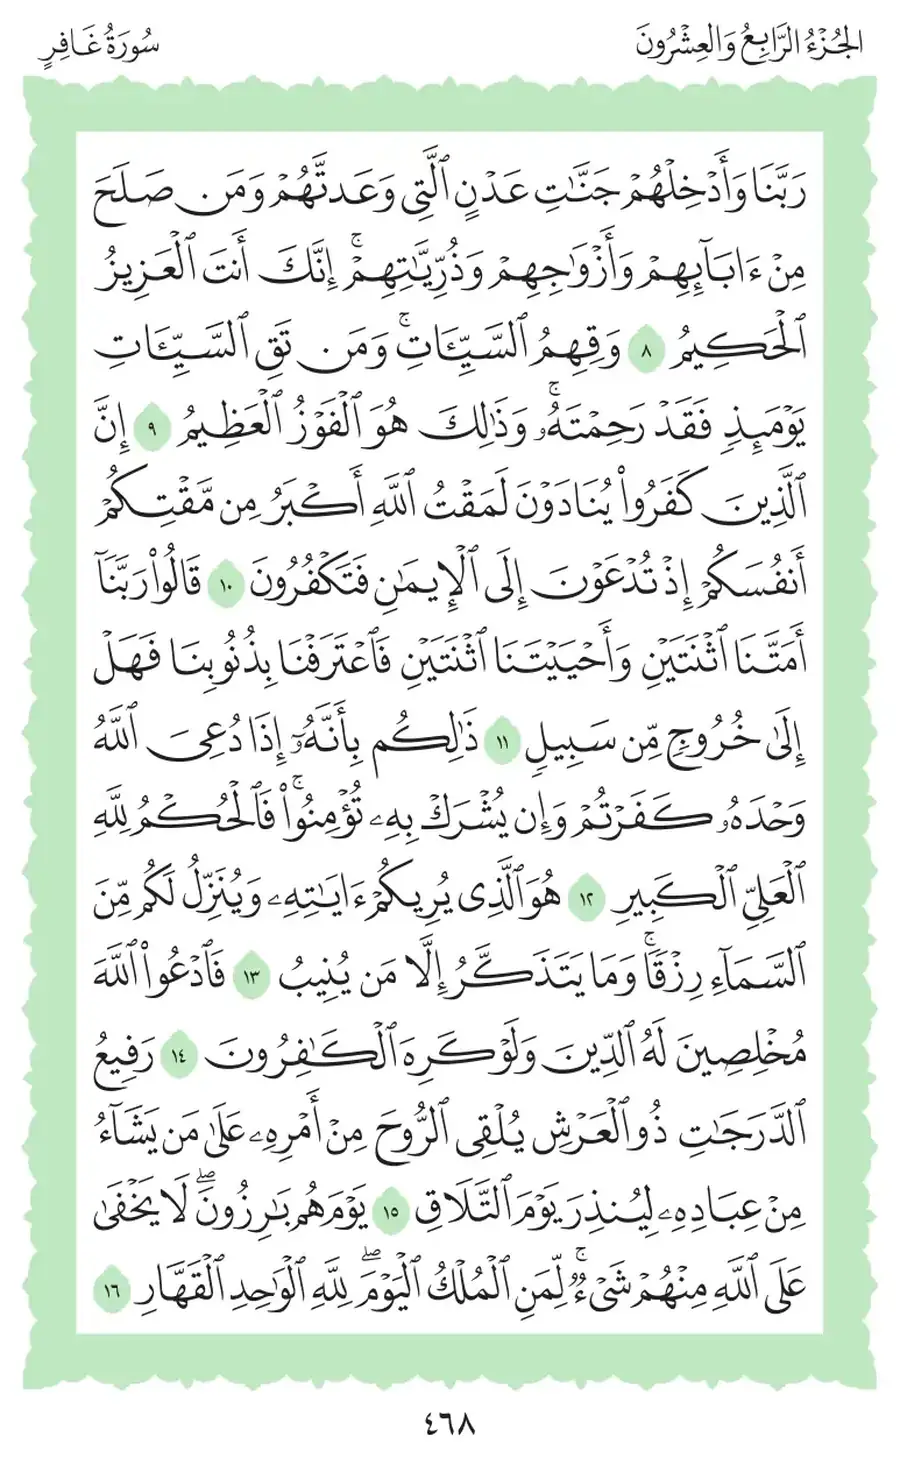 الجُزْءُ الرَّابِعُ وَالعِشْرُونَ
سُورَةُ غَافِرٍ
رَبَّنَا وَأَدْخِلْهُمْ جَنَّٰتِ عَدْنٍ ٱلَّتِى وَعَدتَّهُمْ وَمَن صَلَحَ
مِنْ ءَابَآئِهِمْ وَأَزْوَٰجِهِمْ وَذُرِّيَّٰتِهِمْۚ إِنَّكَ أَنتَ ٱلْعَزِيزُ
ٱلْحَكِيمُ ٨ وَقِهِمُ ٱلسَّيِّـَٔاتِۚ وَمَن تَقِ ٱلسَّيِّـَٔاتِ
يَوْمَئِذٍ فَقَدْ رَحِمْتَهُۥۚ وَذَٰلِكَ هُوَ ٱلْفَوْزُ ٱلْعَظِيمُ ٩ إِنَّ
ٱلَّذِينَ كَفَرُوا۟ يُنَادَوْنَ لَمَقْتُ ٱللَّهِ أَكْبَرُ مِن مَّقْتِكُمْ
أَنفُسَكُمْ إِذْ تُدْعَوْنَ إِلَى ٱلْإِيمَٰنِ فَتَكْفُرُونَ ١٠ قَالُوا۟ رَبَّنَآ
أَمَتَّنَا ٱثْنَتَيْنِ وَأَحْيَيْتَنَا ٱثْنَتَيْنِ فَٱعْتَرَفْنَا بِذُنُوبِنَا فَهَلْ
إِلَىٰ خُرُوجٍ مِّن سَبِيلٍ ١١ ذَٰلِكُم بِأَنَّهُۥٓ إِذَا دُعِىَ ٱللَّهُ
وَحْدَهُۥ كَفَرْتُمْ وَإِن يُشْرَكْ بِهِۦ تُؤْمِنُوا۟ۚ فَٱلْحُكْمُ لِلَّهِ
ٱلْعَلِىِّ ٱلْكَبِيرِ ١٢ هُوَ ٱلَّذِى يُرِيكُمْ ءَايَٰتِهِۦ وَيُنَزِّلُ لَكُم مِّنَ
ٱلسَّمَآءِ رِزْقًاۚ وَمَا يَتَذَكَّرُ إِلَّا مَن يُنِيبُ ١٣ فَٱدْعُوا۟ ٱللَّهَ
مُخْلِصِينَ لَهُ ٱلدِّينَ وَلَوْ كَرِهَ ٱلْكَٰفِرُونَ ١٤ رَفِيعُ
ٱلدَّرَجَٰتِ ذُو ٱلْعَرْشِ يُلْقِى ٱلرُّوحَ مِنْ أَمْرِهِۦ عَلَىٰ مَن يَشَآءُ
مِنْ عِبَادِهِۦ لِيُنذِرَ يَوْمَ ٱلتَّلَاقِ ١٥ يَوْمَ هُم بَٰرِزُونَۖ لَا يَخْفَىٰ
عَلَى ٱللَّهِ مِنْهُمْ شَىْءٌۚ لِّمَنِ ٱلْمُلْكُ ٱلْيَوْمَۖ لِلَّهِ ٱلْوَٰحِدِ ٱلْقَهَّارِ ١٦
٤٦٨